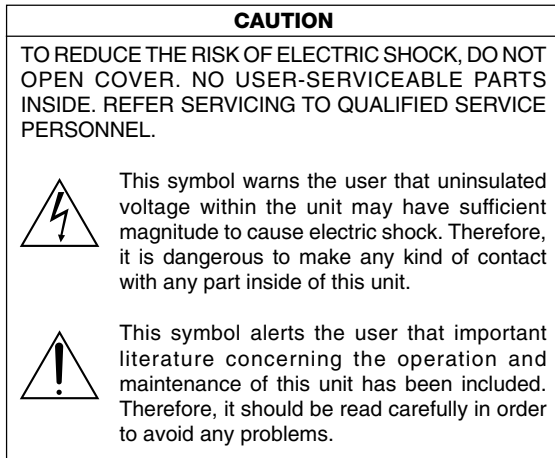 CAUTION
TO REDUCE THE RISK OF ELECTRIC SHOCK, DO NOT
OPEN COVER. NO USER-SERVICEABLE PARTS
INSIDE. REFER SERVICING TO QUALIFIED SERVICE
PERSONNEL.
This symbol warns the user that uninsulated
voltage within the unit may have sufficient
magnitude to cause electric shock. Therefore,
it is dangerous to make any kind of contact
with any part inside of this unit.
This symbol alerts the user that important
literature concerning the operation and
maintenance of this unit has been included.
Therefore, it should be read carefully in order
to avoid any problems.